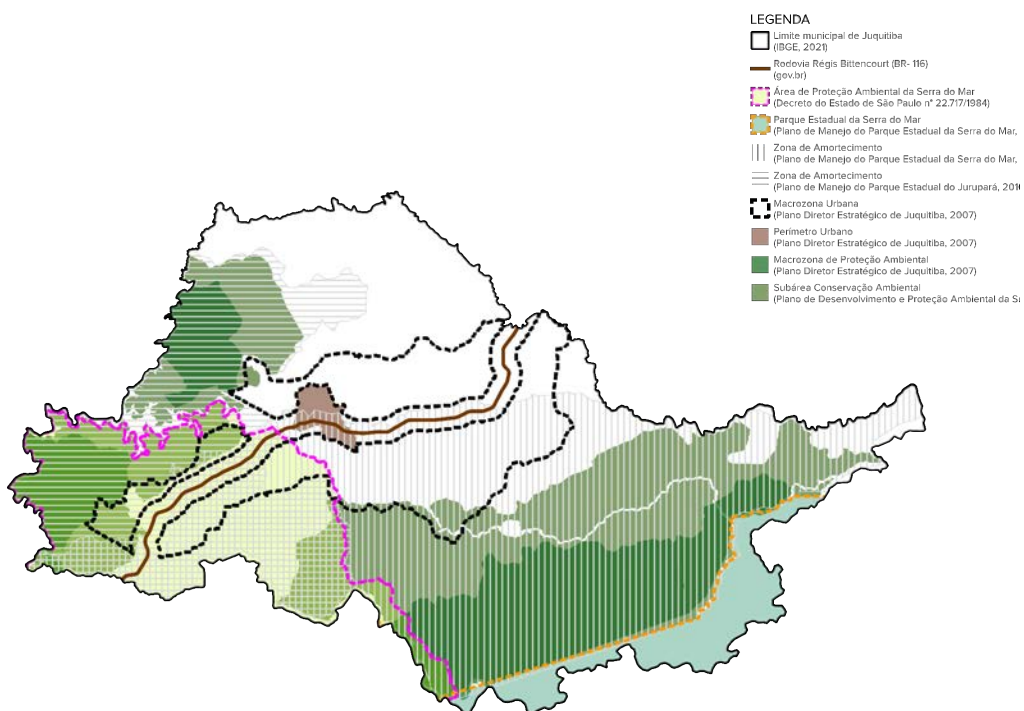 LEGENDA
Limite municipal de Juquitiba
(IBGE, 2021)
Rodovia Régis Bittencourt (BR- 116)
(gov.br)
Área de Proteção Ambiental da Serra do Mar
(Decreto do Estado de São Paulo n° 22.717/1984)
Parque Estadual da Serra do Mar
(Plano de Manejo do Parque Estadual da Serra do Mar,
Zona de Amortecimento
(Plano de Manejo do Parque Estadual da Serra do Mar,
Zona de Amortecimento
(Plano de Manejo do Parque Estadual do Jurupará,
Macrozona Urbana
(Plano Diretor Estratégico de Juquitiba, 2007)
Perímetro Urbano
(Plano Diretor Estratégico de Juquitiba, 2007)
Macrozona de Proteção Ambiental
(Plano Diretor Estratégico de Juquitiba, 2007)
Subárea Conservação Ambiental
(Plano de Desenvolvimento e Proteção Ambiental da